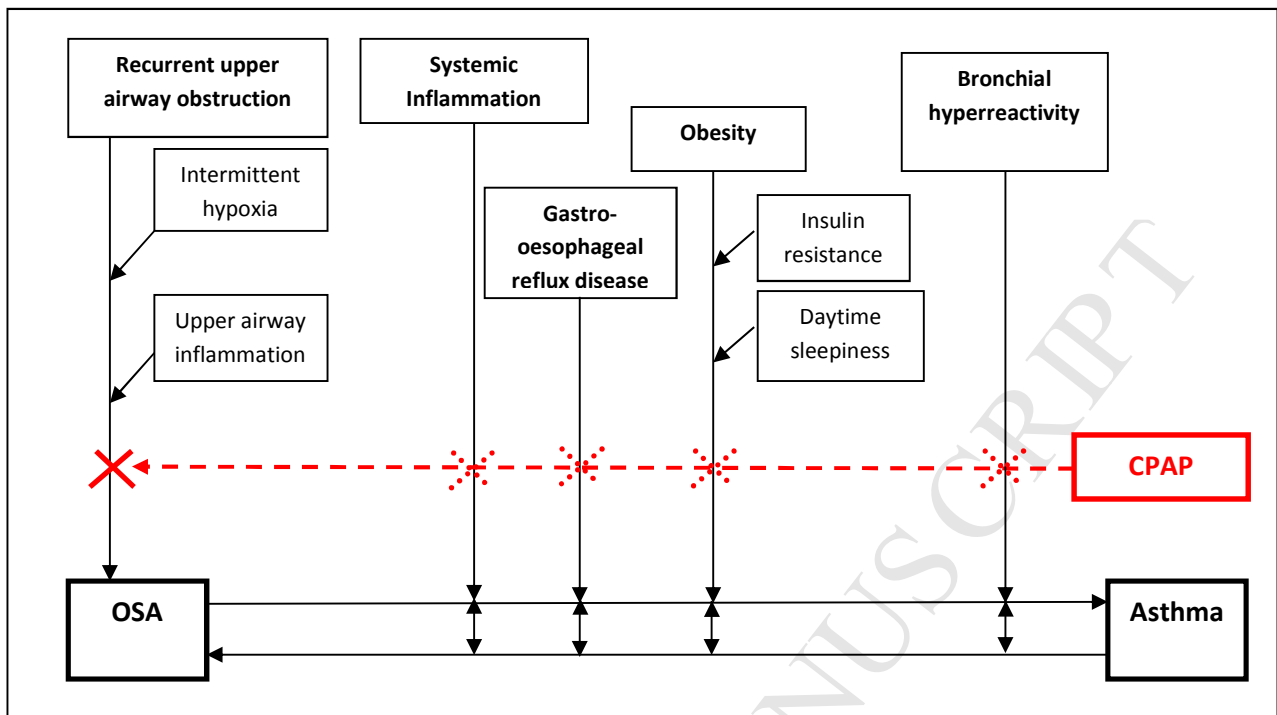 Recurrent upper
airway obstruction
Systemic
Inflammation
Bronchial
hyperreactivity
Obesity
Intermittent
hypoxia
Gastro-
oesophageal
reflux disease
Insulin
resistance
Upper airway
inflammation
Daytime
sleepiness
CPAP
OSA
Asthma
NUSCRIPT